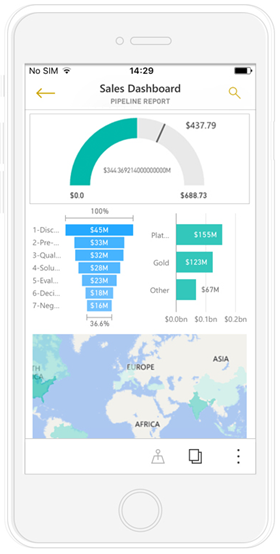 No SIM 14:29
Sales Dashboard
PIPELINE REPORT
$437.79
$344.369214000000000M
$0.0 $688.73
100%
1-Disc... $45M
2-Pre-... $33M
3-Qual... $32M
4-Solu... $28M
5-Eval... $23M
6-Deci... $18M
7-Neg... $16M
36.6%
Plat... $155M
Gold $123M
Other $67M
$0.0bn $0.1bn $0.2bn
TH
EUROPE
ASIA
AFRICA